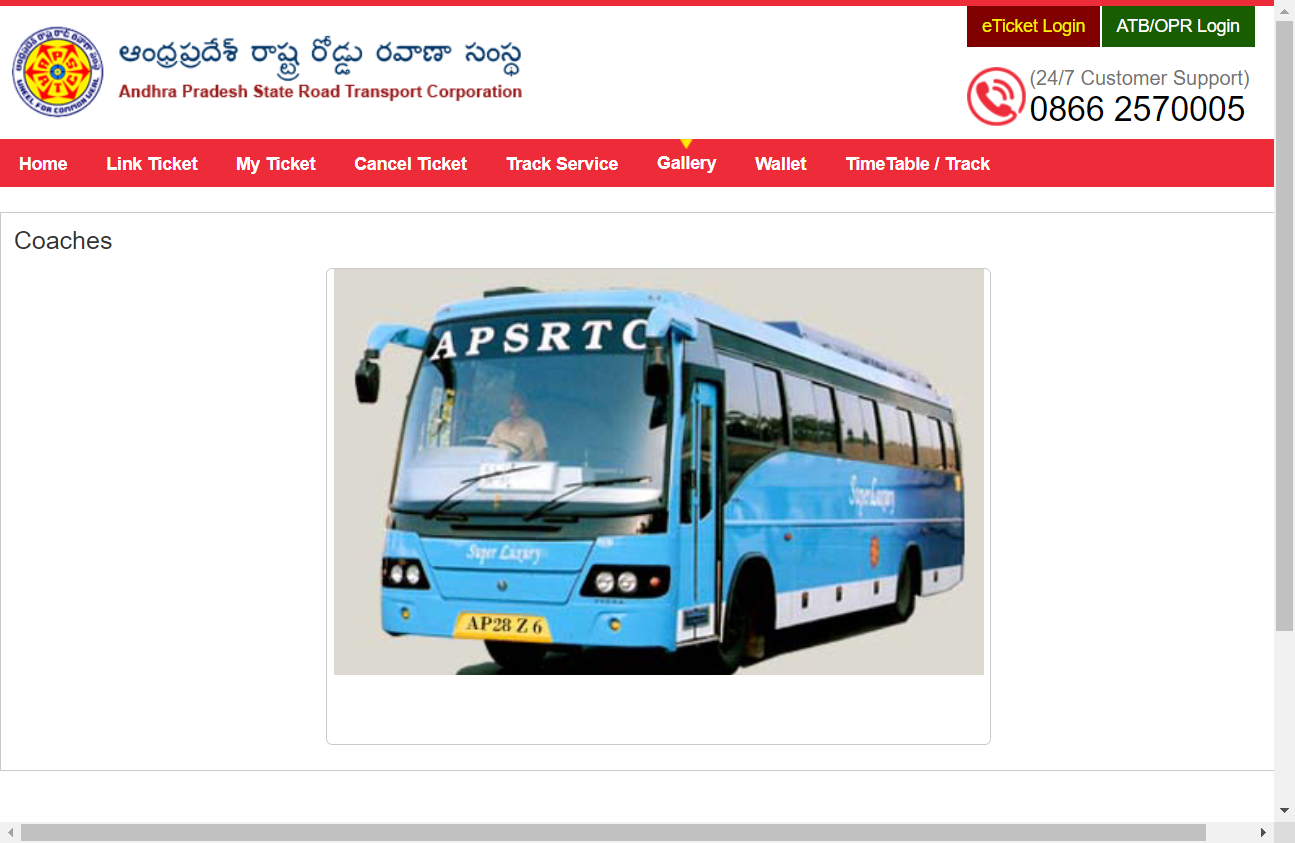 eTicket Login
ATB/OPR Login
ఆంధ్రప్రదేశ్ రాష్ట్ర రోడ్డు రవాణా సంస్థ
Andhra Pradesh State Road Transport Corporation
(24/7 Customer Support)
0866 2570005
Home
Link Ticket
My Ticket
Cancel Ticket
Track Service
Gallery
Wallet
TimeTable / Track
Coaches
APSRTC
Super Luxury
Super Luxury
AP28 Z 6